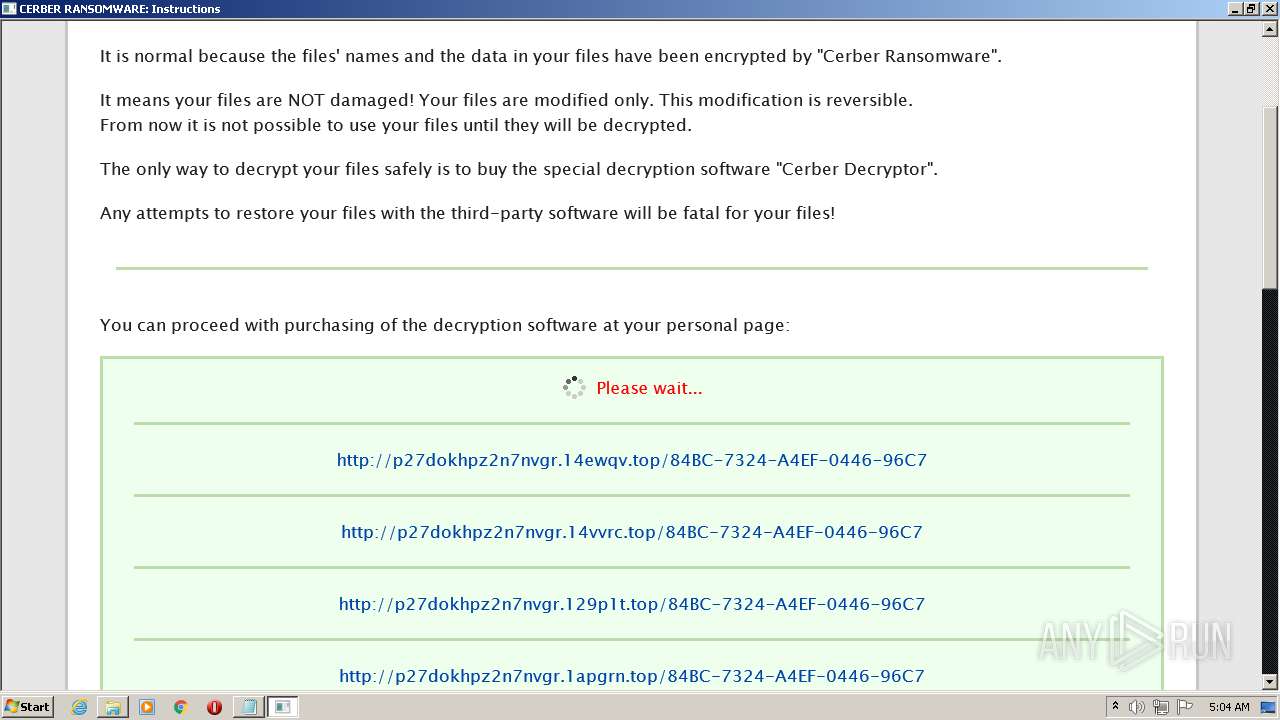 CERBER RANSOMWARE: Instructions
It is normal because the files' names and the data in your files have been encrypted by "Cerber Ransomware".
It means your files are NOT damaged! Your files are modified only. This modification is reversible.
From now it is not possible to use your files until they will be decrypted.
The only way to decrypt your files safely is to buy the special decryption software "Cerber Decryptor".
Any attempts to restore your files with the third-party software will be fatal for your files!
You can proceed with purchasing of the decryption software at your personal page:
Please wait...
http://p27dokhpz2n7nvgr.14ewqv.top/84BC-7324-A4EF-0446-96C7
http://p27dokhpz2n7nvgr.14vvrc.top/84BC-7324-A4EF-0446-96C7
http://p27dokhpz2n7nvgr.129p1t.top/84BC-7324-A4EF-0446-96C7
http://p27dokhpz2n7nvgr.1apgrn.top/84BC-7324-A4EF-0446-96C7
ANY RUN
Start
5:04 AM